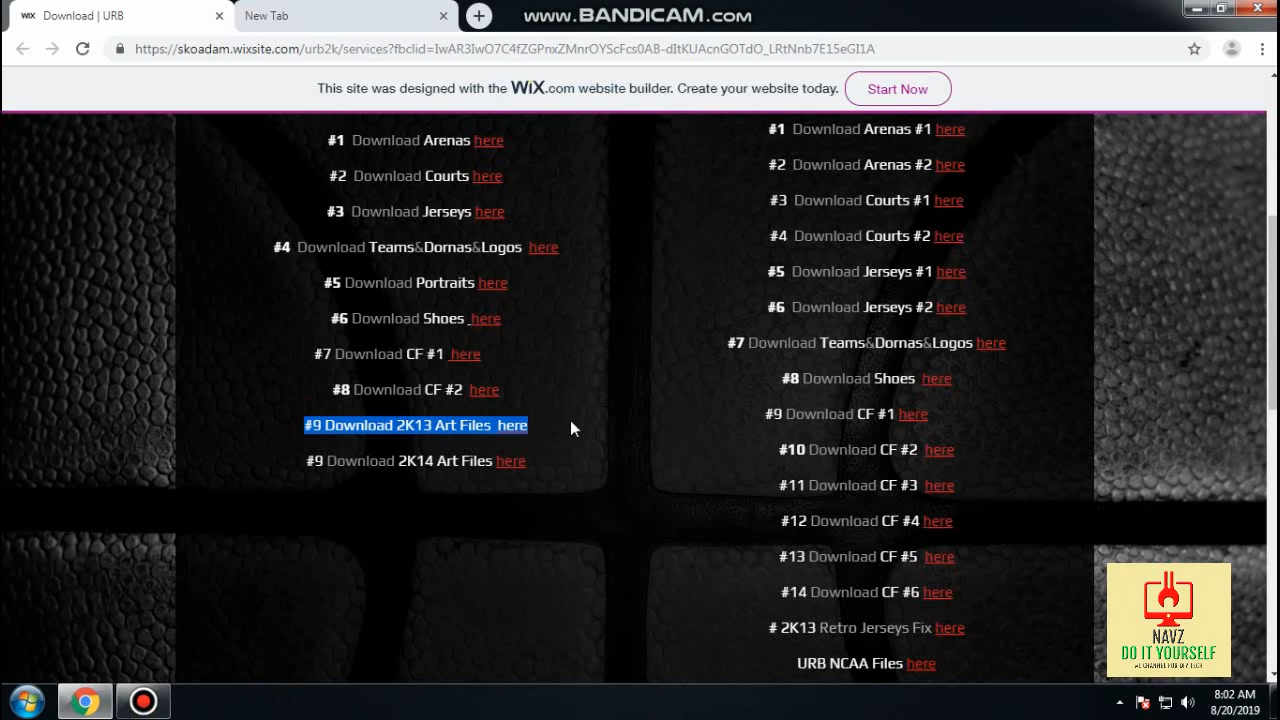 Download | URB
New Tab
www.BANDICAM.com
https://skoadam.wixsite.com/urb2k/services?fbclid=IwAR3IwO7C4fZGPnxZMnrOYScFcs0AB-dItKUAcnGOTdO_LRtNnb7E15eGI1A
This site was designed with the WiX.com website builder. Create your website today.
Start Now
#1 Download Arenas here
#2 Download Courts here
#3 Download Jerseys here
#4 Download Teams&Dornas&Logos here
#5 Download Portraits here
#6 Download Shoes here
#7 Download CF #1 here
#8 Download CF #2 here
#9 Download 2K13 Art Files here
#9 Download 2K14 Art Files here
#1 Download Arenas #1 here
#2 Download Arenas #2 here
#3 Download Courts #1 here
#4 Download Courts #2 here
#5 Download Jerseys #1 here
#6 Download Jerseys #2 here
#7 Download Teams&Dornas&Logos here
#8 Download Shoes here
#9 Download CF #1 here
#10 Download CF #2 here
#11 Download CF #3 here
#12 Download CF #4 here
#13 Download CF #5 here
#14 Download CF #6 here
# 2K13 Retro Jerseys Fix here
URB NCAA Files here
NAVZ
DO IT YOURSELF
8:02 AM
8/20/2019